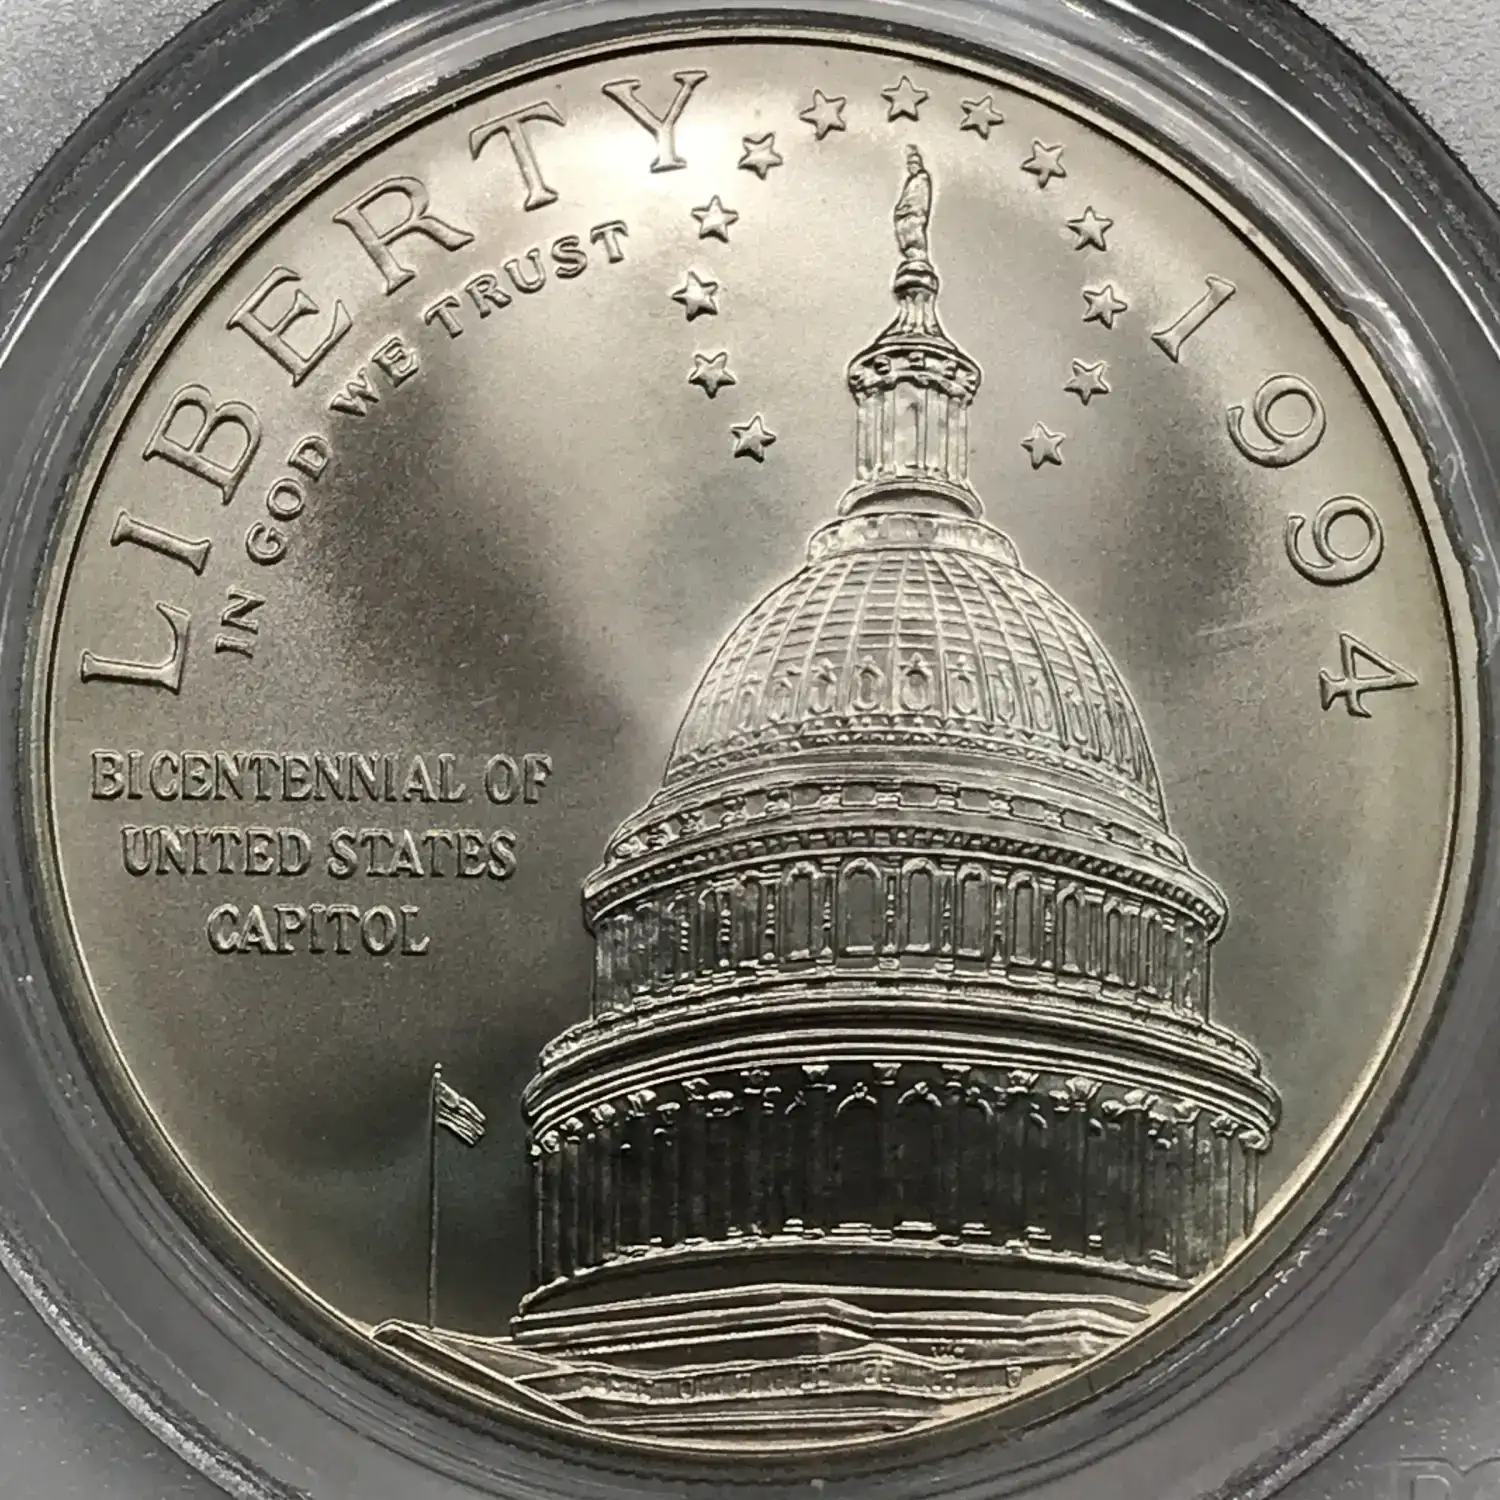 LIBERTY
IN GOD WE TRUST
1994
BICENTENNIAL OF
UNITED STATES
CAPITOL